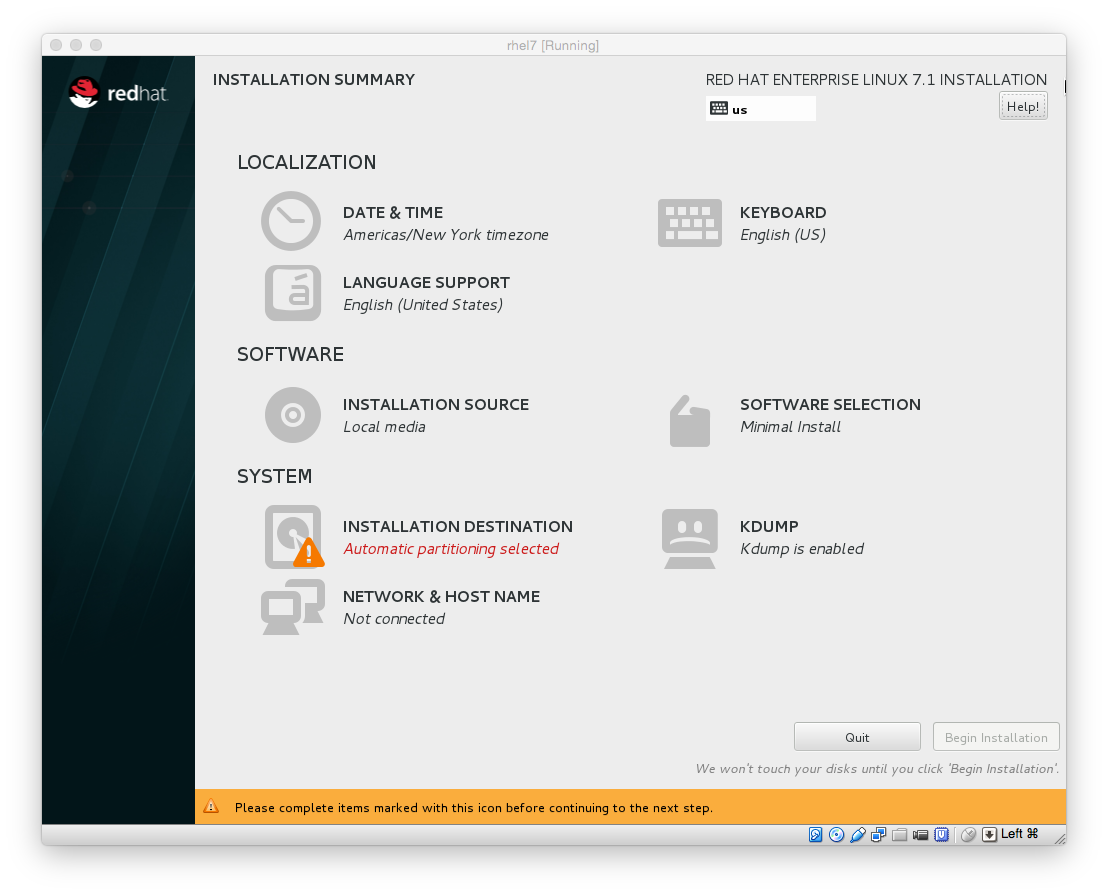 rhel7 [Running]
redhat.
INSTALLATION SUMMARY
RED HAT ENTERPRISE LINUX 7.1 INSTALLATION
us
Help!
LOCALIZATION
DATE & TIME
Americas/New York timezone
KEYBOARD
English (US)
á
LANGUAGE SUPPORT
English (United States)
SOFTWARE
INSTALLATION SOURCE
Local media
SOFTWARE SELECTION
Minimal Install
SYSTEM
INSTALLATION DESTINATION
Automatic partitioning selected
KDUMP
Kdump is enabled
NETWORK & HOST NAME
Not connected
Quit
Begin Installation
We won't touch your disks until you click 'Begin Installation'.
Please complete items marked with this icon before continuing to the next step.
Left ⌘